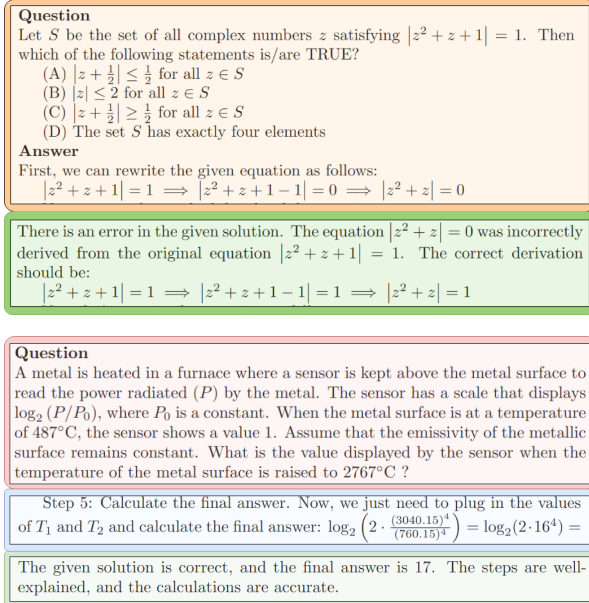 Question
Let S be the set of all complex numbers z satisfying |z² + z + 1| = 1. Then
which of the following statements is/are TRUE?
(A) |z + 1/2| ≤ 1/2 for all z ∈ S
(B) |z| ≤ 2 for all z ∈ S
(C) |z + 1/2| ≥ 1/2 for all z ∈ S
(D) The set S has exactly four elements
Answer
First, we can rewrite the given equation as follows:
|z² + z + 1| = 1 ⟹ |z² + z + 1 − 1| = 0 ⟹ |z² + z| = 0
There is an error in the given solution. The equation |z² + z| = 0 was incorrectly
derived from the original equation |z² + z + 1| = 1. The correct derivation
should be:
|z² + z + 1| = 1 ⟹ |z² + z + 1 − 1| = 1 ⟹ |z² + z| = 1
Question
A metal is heated in a furnace where a sensor is kept above the metal surface to
read the power radiated (P) by the metal. The sensor has a scale that displays
log₂ (P/P₀), where P₀ is a constant. When the metal surface is at a temperature
of 487°C, the sensor shows a value 1. Assume that the emissivity of the metallic
surface remains constant. What is the value displayed by the sensor when the
temperature of the metal surface is raised to 2767°C ?
Step 5: Calculate the final answer. Now, we just need to plug in the values
of T₁ and T₂ and calculate the final answer: log₂ (2 · (3040.15)⁴/(760.15)⁴) = log₂(2·16⁴) =
The given solution is correct, and the final answer is 17. The steps are well-
explained, and the calculations are accurate.